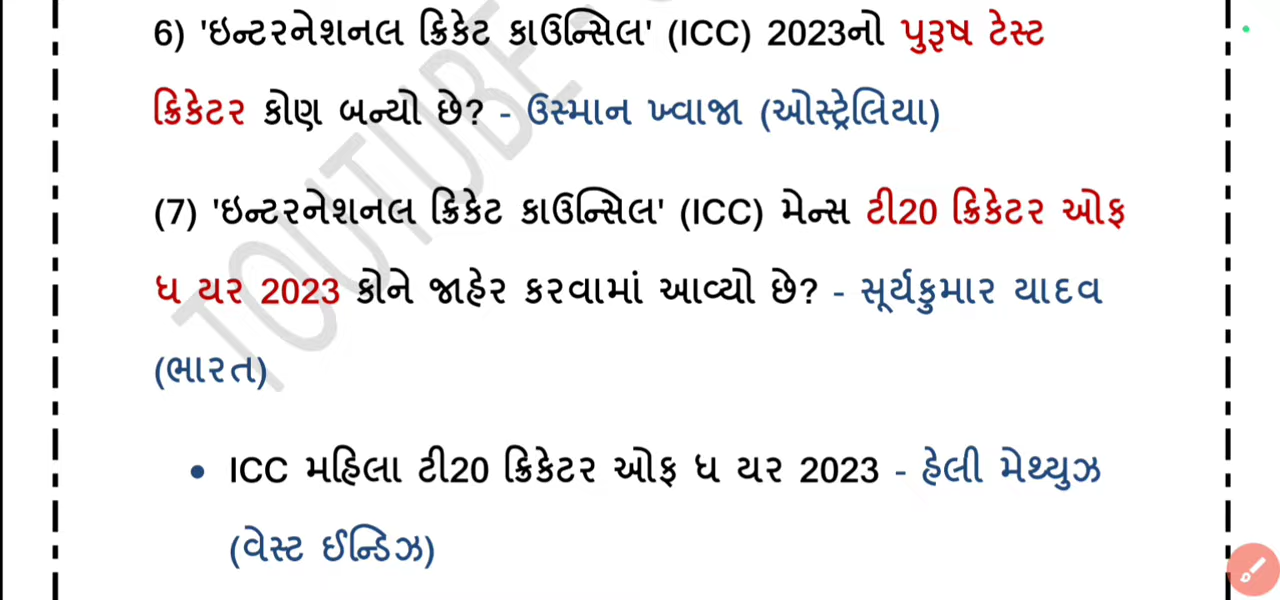 6) 'ઇન્ટરનેશનલ ક્રિકેટ કાઉન્સિલ' (ICC) 2023નો પુરૂષ ટેસ્ટ
ક્રિકેટર કોણ બન્યો છે? - ઉસ્માન ખ્વાજા (ઓસ્ટ્રેલિયા)
(7) 'ઇન્ટરનેશનલ ક્રિકેટ કાઉન્સિલ' (ICC) મેન્સ ટી20 ક્રિકેટર ઓફ
ધ યર 2023 કોને જાહેર કરવામાં આવ્યો છે? - સૂર્યકુમાર યાદવ
(ભારત)
• ICC મહિલા ટી20 ક્રિકેટર ઓફ ધ યર 2023 - હેલી મેથ્યુઝ
(વેસ્ટ ઈન્ડિઝ)
YOUTUBE